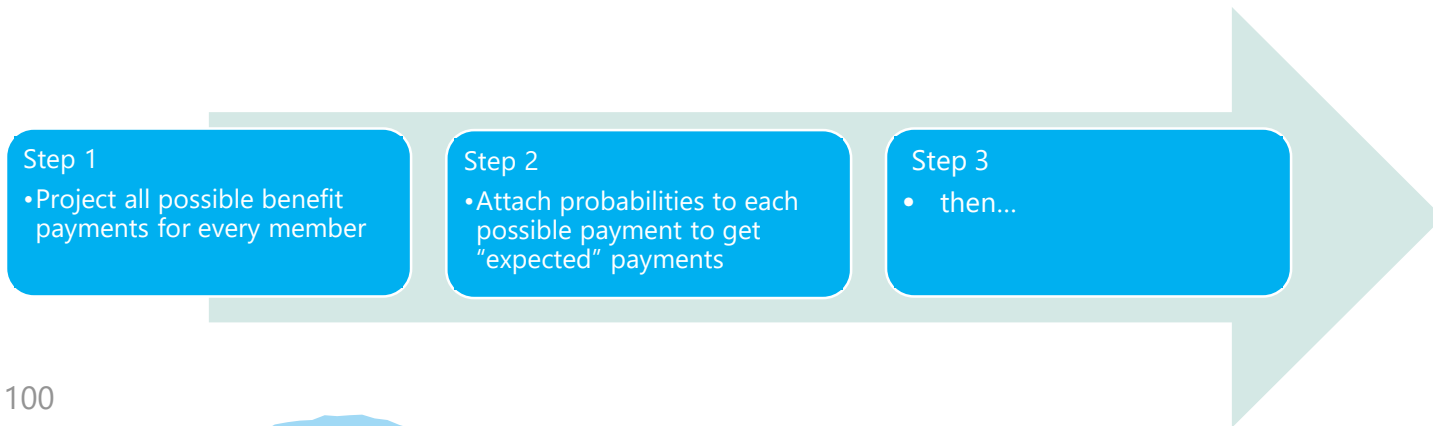 Step 1
•Project all possible benefit
payments for every member
Step 2
•Attach probabilities to each
possible payment to get
“expected” payments
Step 3
• then...
100